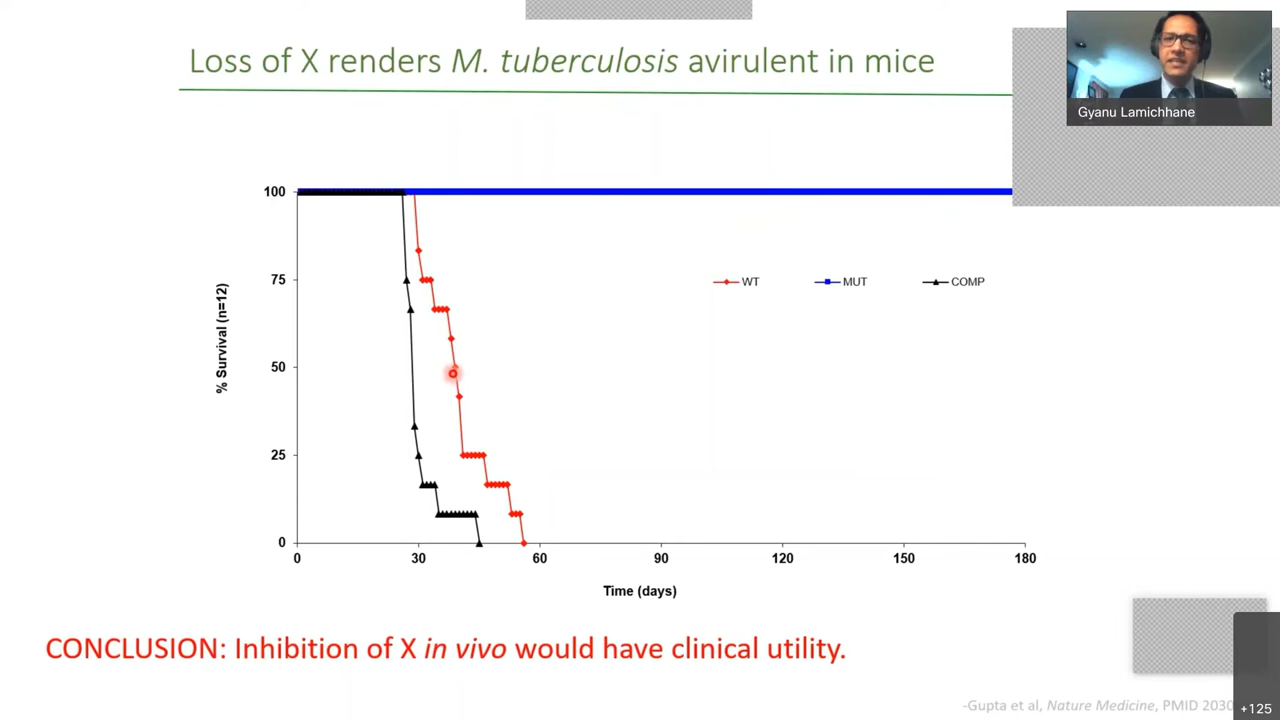 Loss of X renders M. tuberculosis avirulent in mice
Gyanu Lamichhane
100
75
50
25
0
% Survival (n=12)
WT
MUT
COMP
0
30
60
90
120
150
180
Time (days)
CONCLUSION: Inhibition of X in vivo would have clinical utility.
-Gupta et al, Nature Medicine, PMID 2030
+125